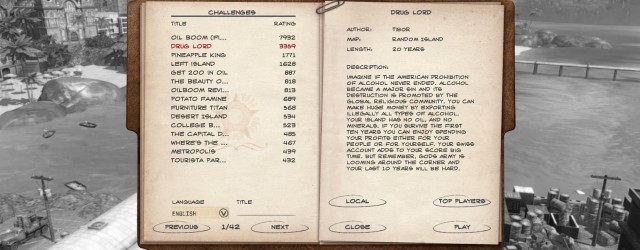 CHALLENGES
TITLE RATING
OIL BOOM (FI... 7932
DRUG LORD 3359
PINEAPPLE KING 1771
LEFT ISLAND 1628
GET 200 IN OIL 887
THE BEAUTY O... 818
OILBOOM REVI... 813
POTATO FAMINE 689
FURNITURE TITAN 568
DESERT ISLAND 534
COLLEGE B... 523
THE CAPITAL D... 485
WHERE'S THE ... 467
METROPOLIS 439
TOURISTA PAR... 432
LANGUAGE TITLE
ENGLISH
PREVIOUS 1/42 NEXT
DRUG LORD
AUTHOR: TIBOR
MAP: RANDOM ISLAND
LENGTH: 20 YEARS
DESCRIPTION:
IMAGINE IF THE AMERICAN PROHIBITION
OF ALCOHOL NEVER ENDED. ALCOHOL
BECAME A MAJOR SIN AND ITS
DESTRUCTION IS PROMOTED BY THE
GLOBAL RELIGIOUS COMMUNITY. YOU CAN
MAKE HUGE MONEY BY EXPORTING
ILLEGALLY ALL TYPES OF ALCOHOL.
YOUR ISLAND HAS NO OIL AND NO
MINERALS. IF YOU SURVIVE THE FIRST
TEN YEARS YOU CAN ENJOY SPENDING
YOUR PROFITS EITHER FOR YOUR
PEOPLE OR FOR YOURSELF. YOUR SWISS
ACCOUNT ADDS TO YOUR SCORE BIG
TIME. BUT REMEMBER, GODS ARMY IS
LOOMING AROUND THE CORNER AND
YOUR LAST 10 YEARS WILL BE HARD.
LOCAL TOP PLAYERS
CLOSE PLAY